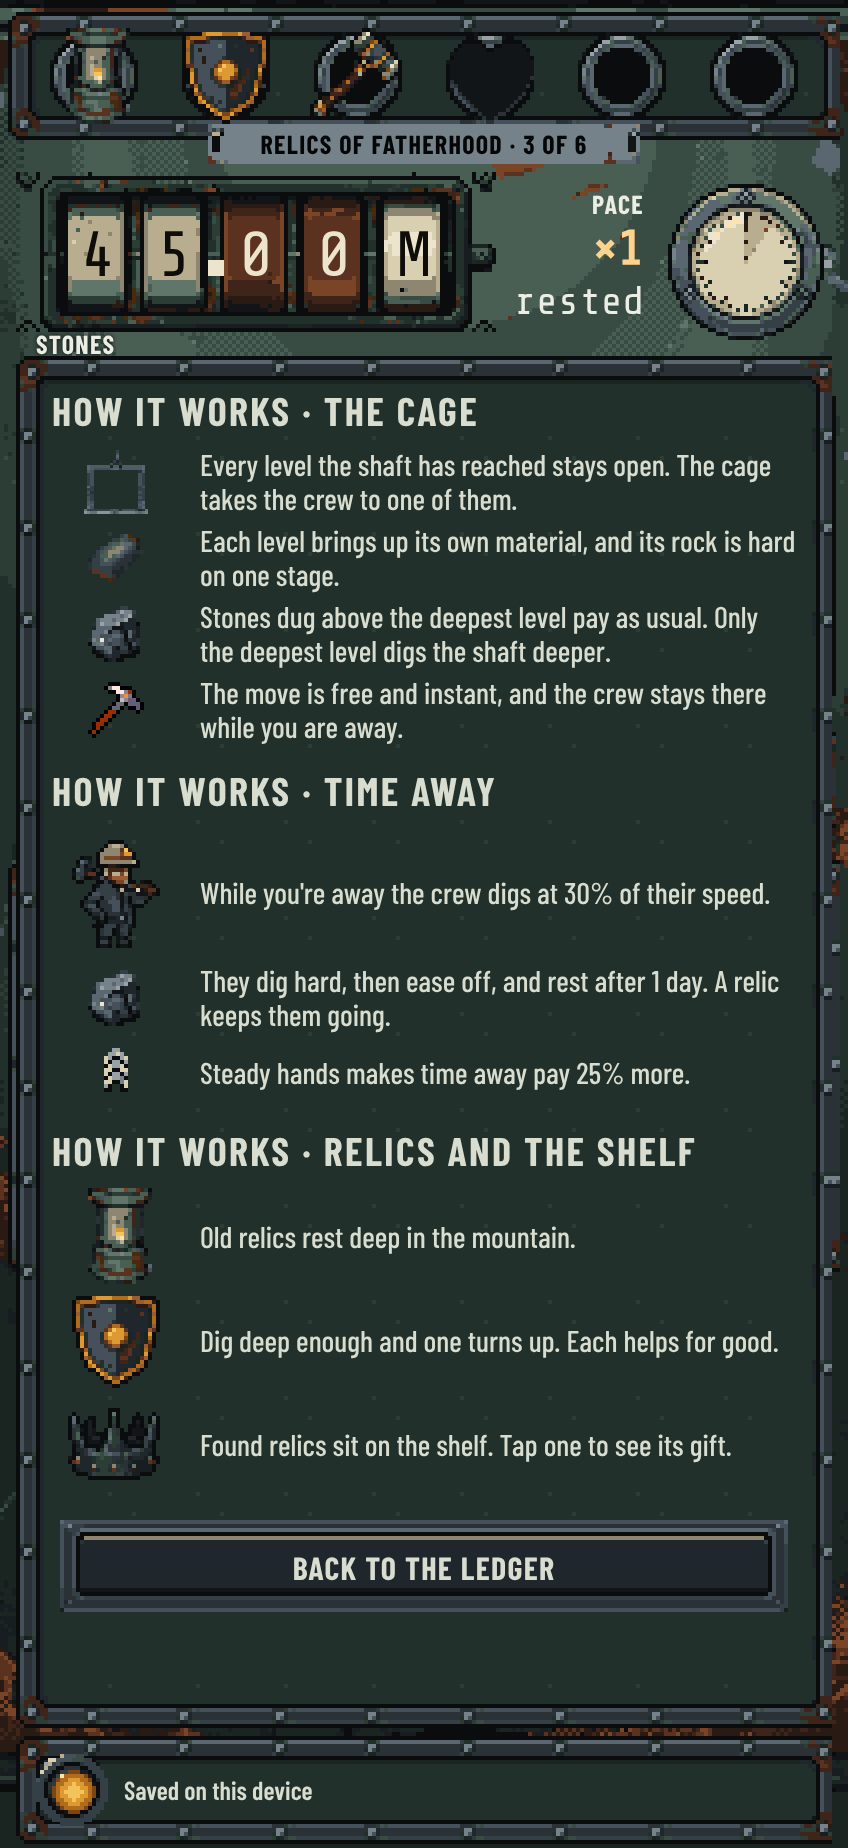 RELICS OF FATHERHOOD · 3 OF 6
45.00M
PACE
×1
rested
STONES
HOW IT WORKS · THE CAGE
Every level the shaft has reached stays open. The cage
takes the crew to one of them.
Each level brings up its own material, and its rock is hard
on one stage.
Stones dug above the deepest level pay as usual. Only
the deepest level digs the shaft deeper.
The move is free and instant, and the crew stays there
while you are away.
HOW IT WORKS · TIME AWAY
While you're away the crew digs at 30% of their speed.
They dig hard, then ease off, and rest after 1 day. A relic
keeps them going.
Steady hands makes time away pay 25% more.
HOW IT WORKS · RELICS AND THE SHELF
Old relics rest deep in the mountain.
Dig deep enough and one turns up. Each helps for good.
Found relics sit on the shelf. Tap one to see its gift.
BACK TO THE LEDGER
Saved on this device